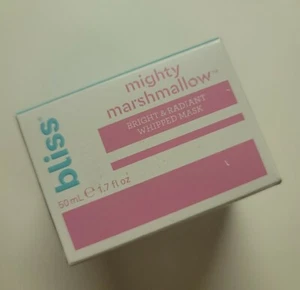 bliss®
mighty
marshmallow™
BRIGHT & RADIANT
WHIPPED MASK
50 mL ℮ 1.7 fl oz